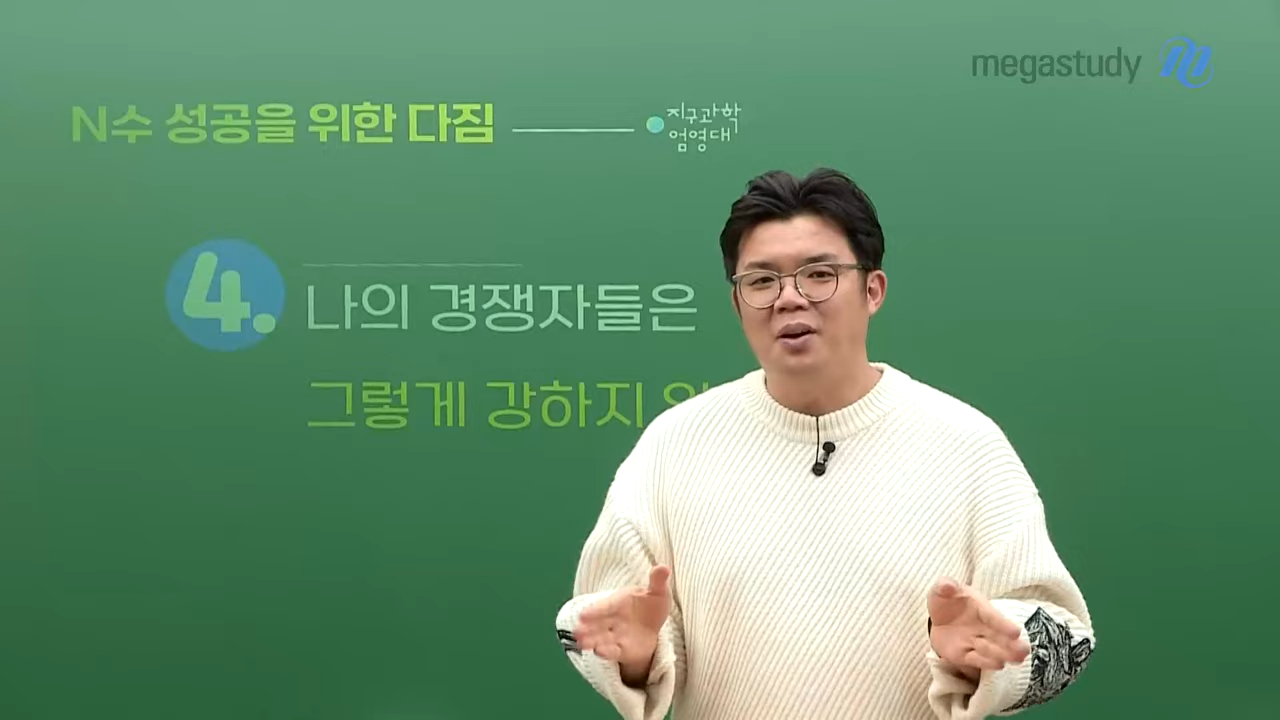 megastudy
N수 성공을 위한 다짐
지구과학
엄영대
4. 나의 경쟁자들은
그렇게 강하지